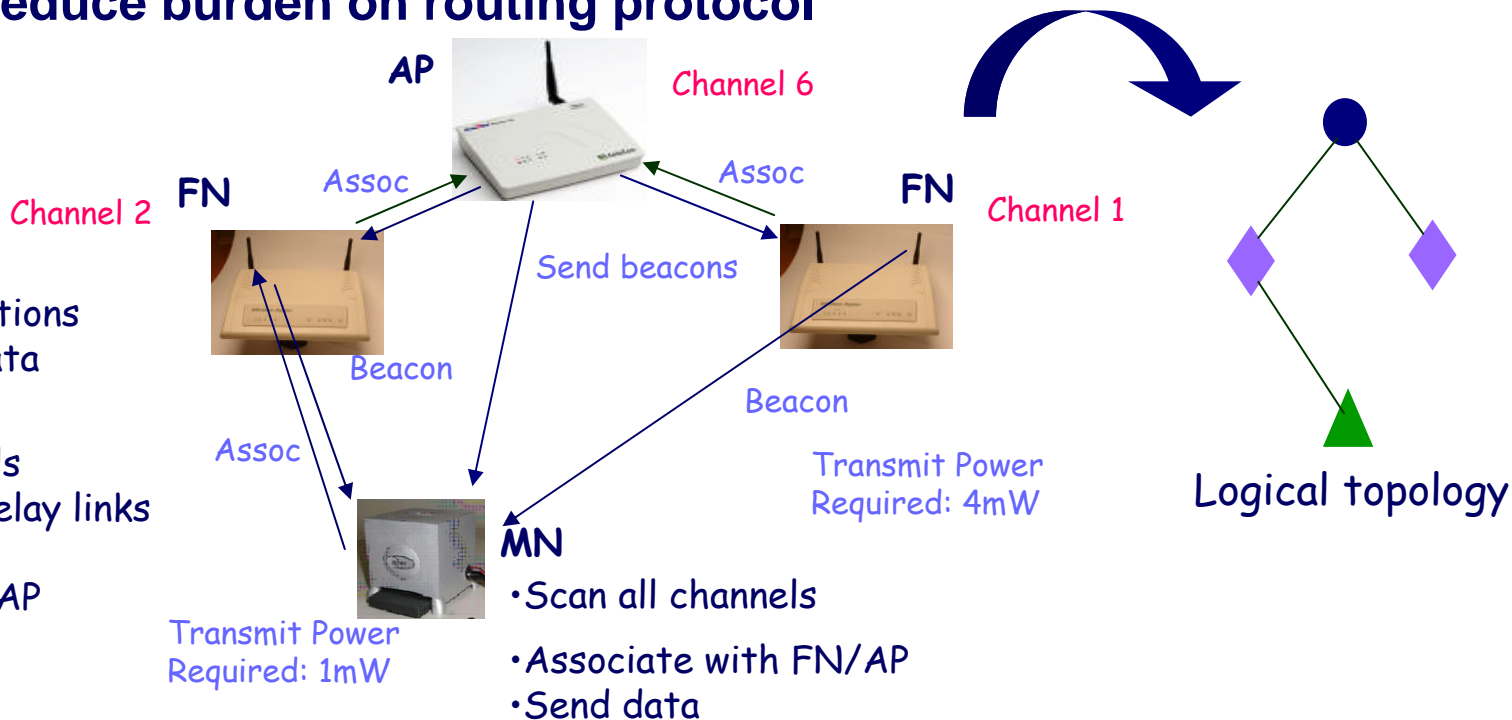 educe burden on routing protocol
AP
Channel 6
Assoc
Assoc
FN
FN
Channel 2
Channel 1
Send beacons
tions
ata
Beacon
Beacon
Assoc
ls
elay links
Transmit Power
Required: 4mW
Logical topology
MN
AP
•Scan all channels
Transmit Power
Required: 1mW
•Associate with FN/AP
•Send data